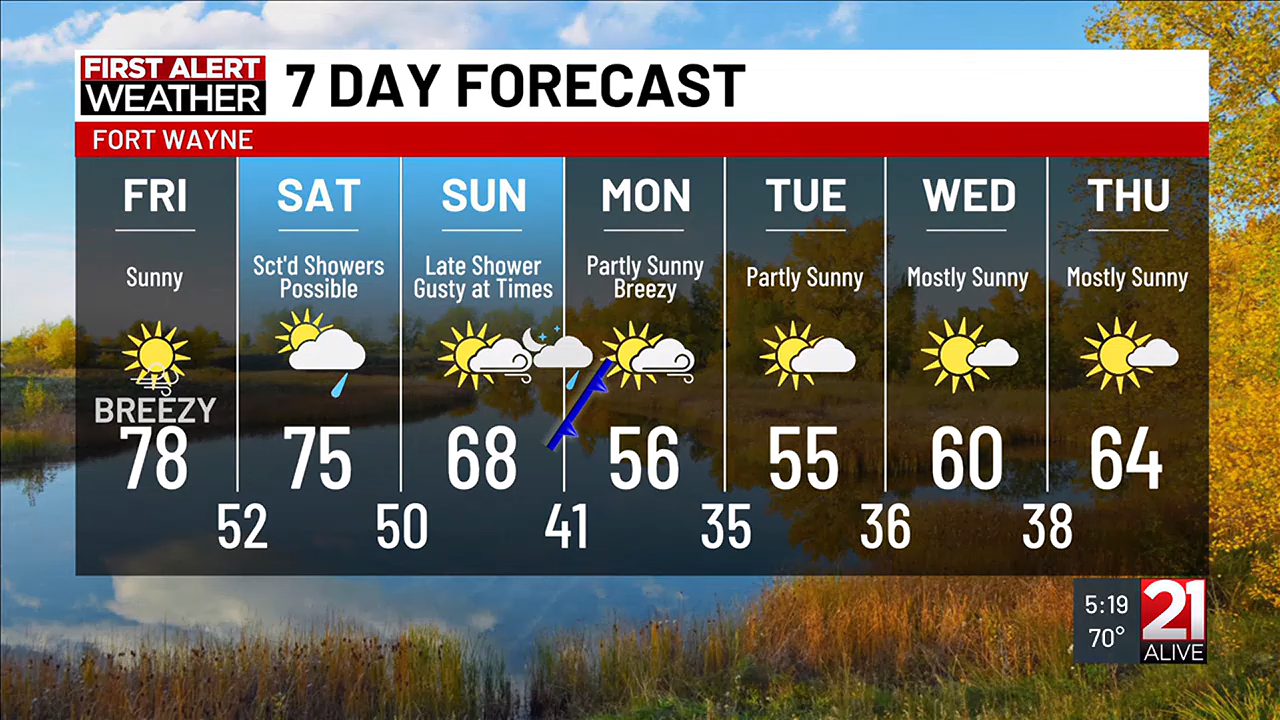 FIRST ALERT
WEATHER
7 DAY FORECAST
FORT WAYNE
FRI
Sunny
BREEZY
78
52
SAT
Sct'd Showers
Possible
75
50
SUN
Late Shower
Gusty at Times
68
41
MON
Partly Sunny
Breezy
56
35
TUE
Partly Sunny
55
36
WED
Mostly Sunny
60
38
THU
Mostly Sunny
64
5:19
70°
21
ALIVE